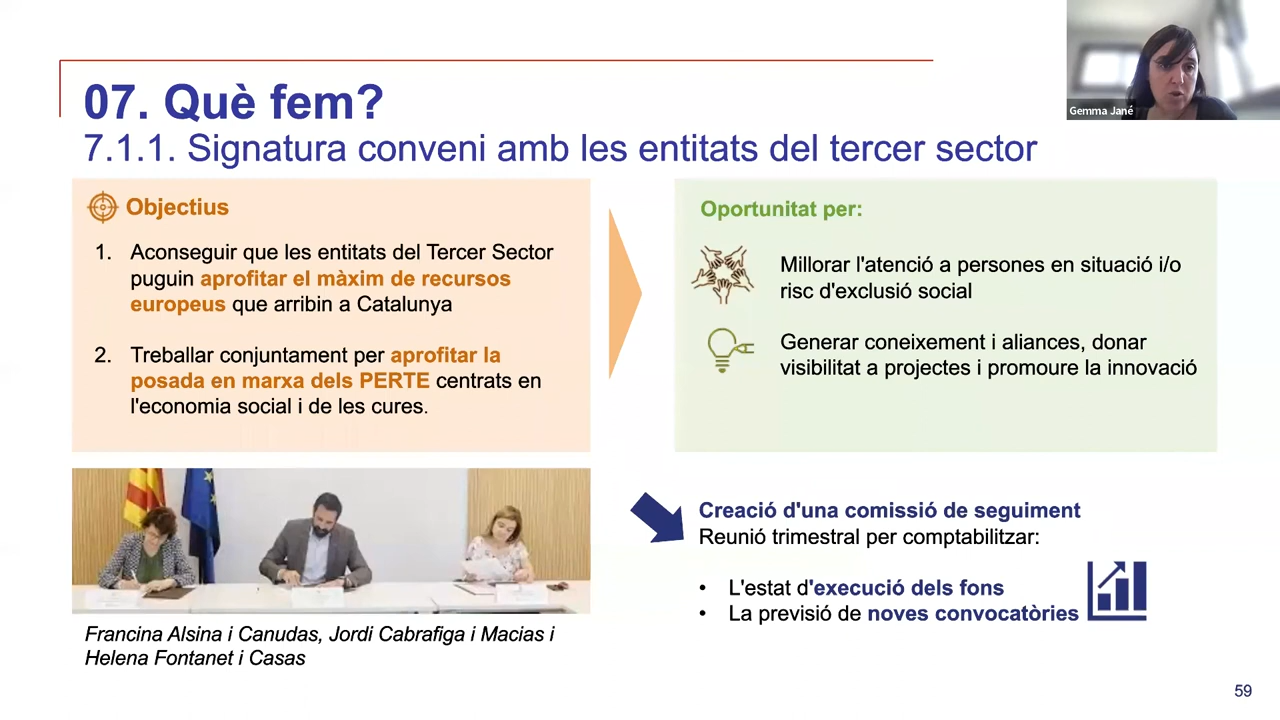 07. Què fem?
7.1.1. Signatura conveni amb les entitats del tercer sector
Gemma Jané
Objectius
1. Aconseguir que les entitats del Tercer Sector
puguin aprofitar el màxim de recursos
europeus que arribin a Catalunya
2. Treballar conjuntament per aprofitar la
posada en marxa dels PERTE centrats en
l'economia social i de les cures.
Oportunitat per:
Millorar l'atenció a persones en situació i/o
risc d'exclusió social
Generar coneixement i aliances, donar
visibilitat a projectes i promoure la innovació
Francina Alsina i Canudas, Jordi Cabrafiga i Macias i
Helena Fontanet i Casas
Creació d'una comissió de seguiment
Reunió trimestral per comptabilitzar:
• L'estat d'execució dels fons
• La previsió de noves convocatòries
59